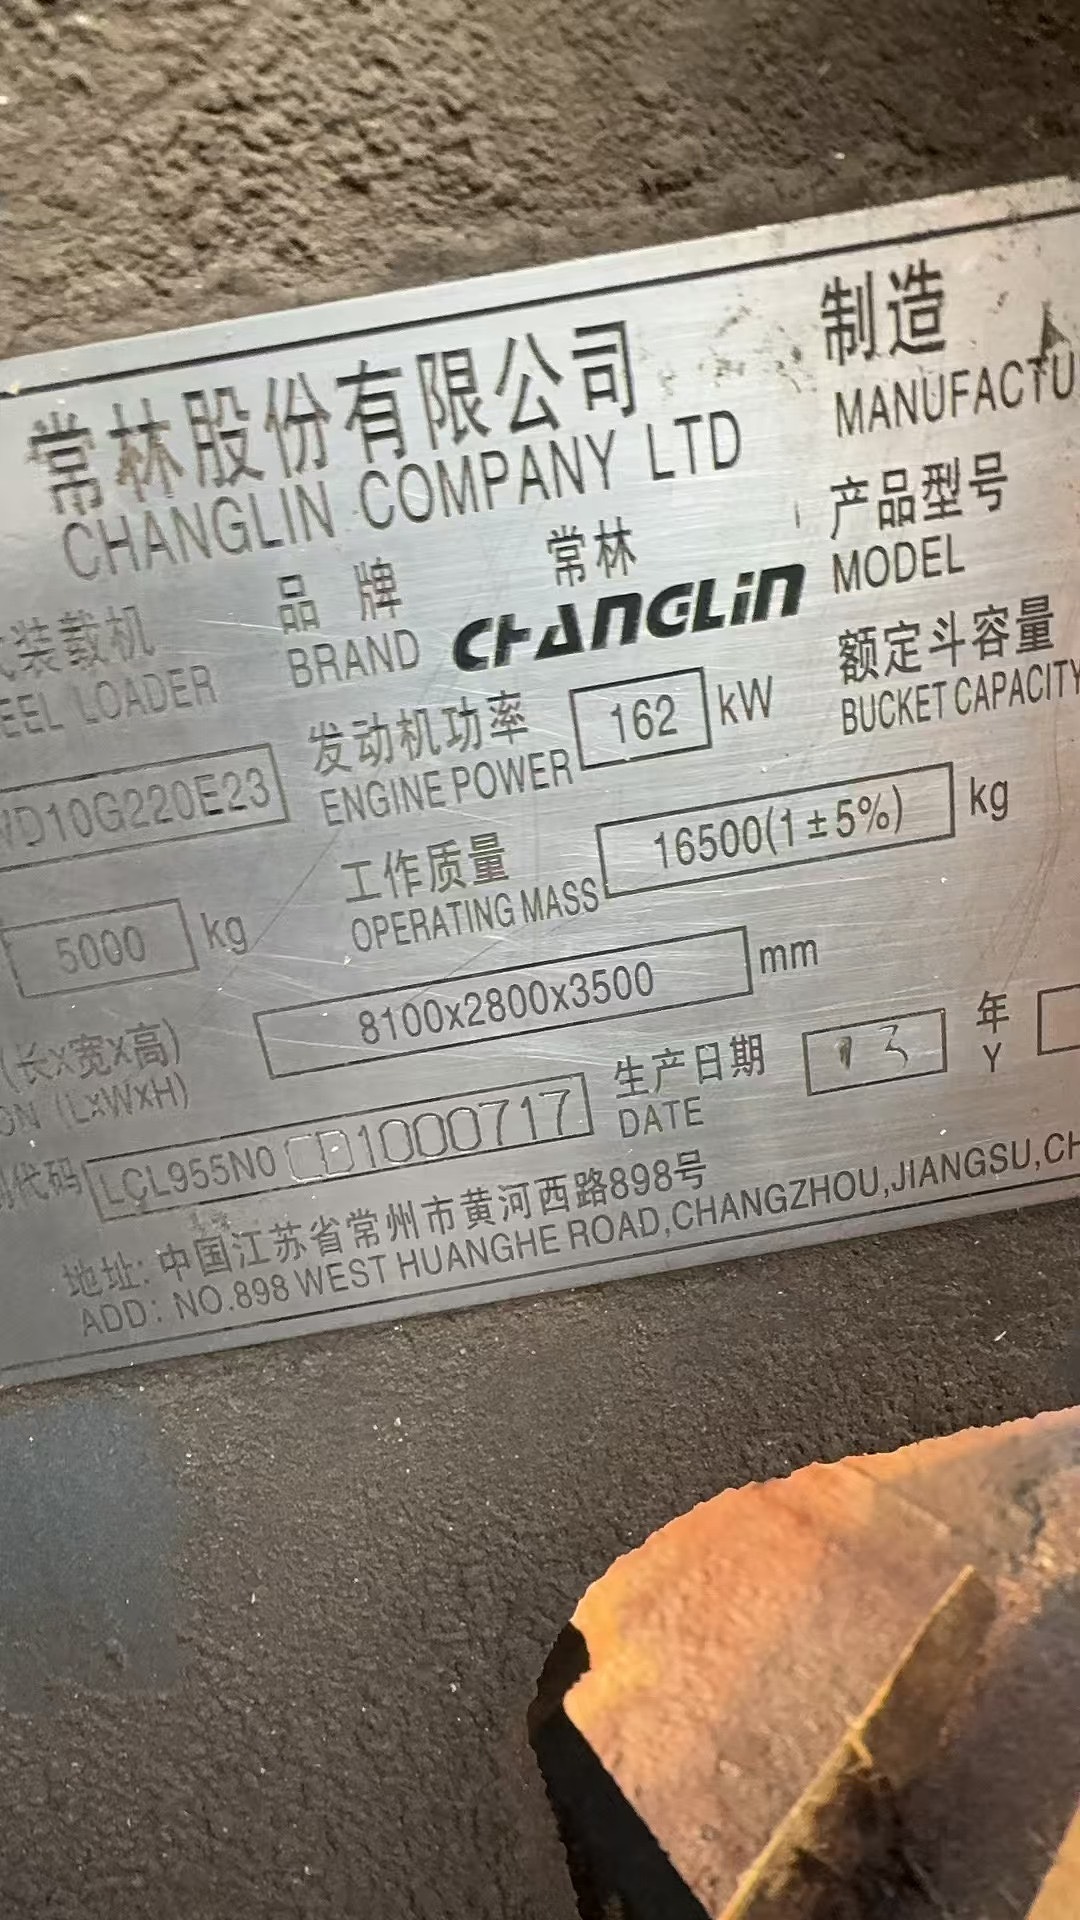 常林股份有限公司 制造
CHANGLIN COMPANY LTD MANUFACTU
装载机 品牌 常林 产品型号
EEL LOADER BRAND CHANGLiN MODEL
发动机功率 162 kW 额定斗容量
D10G220E23 ENGINE POWER BUCKET CAPACITY
5000 kg 工作质量 16500(1±5%) kg
OPERATING MASS
(长x宽x高) 8100x2800x3500 mm
ON (LxWxH)
代码 LCL955N0CD1000717 生产日期 13 年
DATE Y
地址: 中国江苏省常州市黄河西路898号
ADD: NO.898 WEST HUANGHE ROAD,CHANGZHOU,JIANGSU,CH